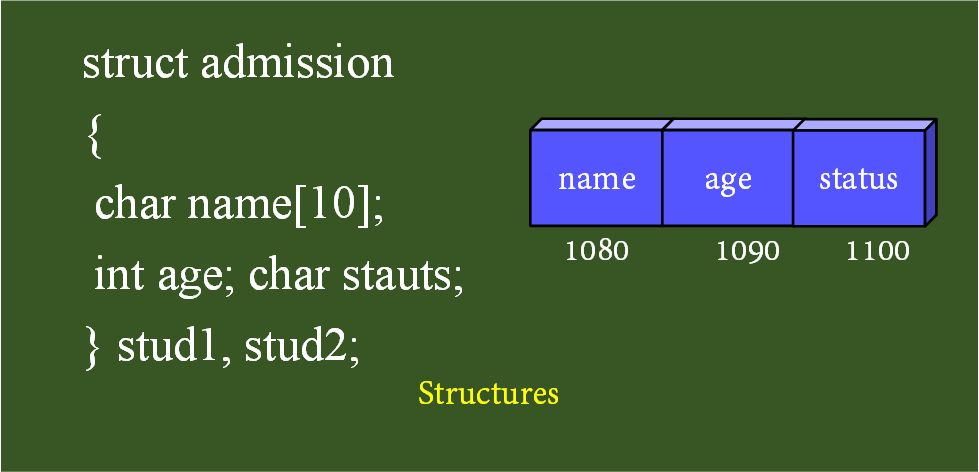 struct admission
{
char name[10];
int age; char stauts;
} stud1, stud2;
name age status
1080 1090 1100
Structures